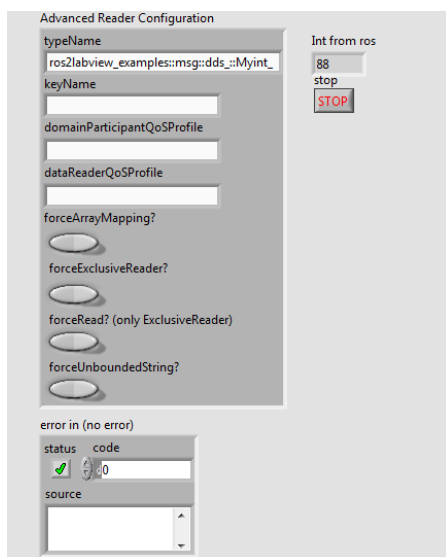 Advanced Reader Configuration
typeName
ros2labview_examples::msg::dds_::Myint_
keyName
domainParticipantQoSProfile
dataReaderQoSProfile
forceArrayMapping?
forceExclusiveReader?
forceRead? (only ExclusiveReader)
forceUnboundedString?
Int from ros
88
stop
STOP
error in (no error)
status code
0
source